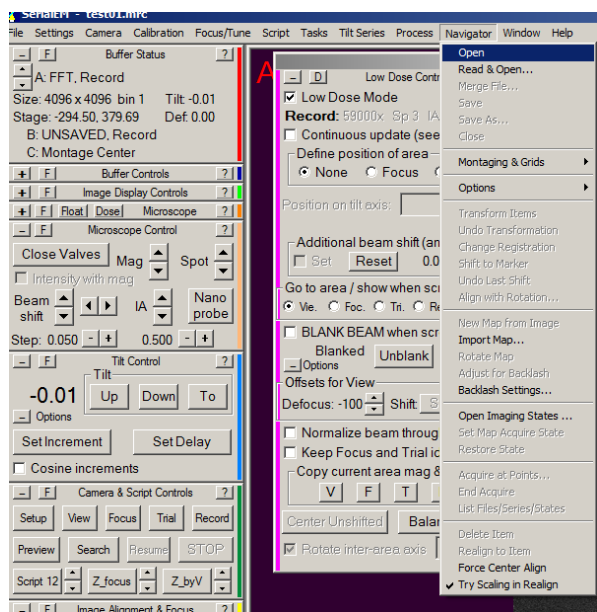 SerialEM - test01.mrc
File Settings Camera Calibration Focus/Tune Script Tasks Tilt Series Process Navigator Window Help
- F Buffer Status ?
A: FFT, Record
Size: 4096 x 4096 bin 1 Tilt: -0.01
Stage: -294.50, 379.69 Def: 0.00
B: UNSAVED, Record
C: Montage Center
+ F Buffer Controls ?
+ F Image Display Controls ?
+ F Float Dose Microscope ?
- F Microscope Control ?
Close Valves Mag Spot
Intensity with mag
Beam shift IA Nano probe
Step: 0.050 - + 0.500 - +
- F Tilt Control ?
Tilt
-0.01 Up Down To
- Options
Set Increment Set Delay
Cosine increments
- F Camera & Script Controls ?
Setup View Focus Trial Record
Preview Search Resume STOP
Script 12 Z_focus Z_byV
- F Image Alignment & Focus ?
A
- D Low Dose Contr
Low Dose Mode
Record: 59000x Sp 3 IA
Continuous update (see
Define position of area
None Focus
Position on tilt axis:
Additional beam shift (an
Set Reset 0.0
Go to area / show when scr
Vie. Foc. Tri. Re
BLANK BEAM when scr
Blanked Unblank
- Options
Offsets for View
Defocus: -100 Shift: S
Normalize beam throug
Keep Focus and Trial ic
Copy current area mag &
V F T
Center Unshifted Balar
Rotate inter-area axis
Open
Read & Open...
Merge File...
Save
Save As...
Close
Montaging & Grids
Options
Transform Items
Undo Transformation
Change Registration
Shift to Marker
Undo Last Shift
Align with Rotation...
New Map from Image
Import Map...
Rotate Map
Adjust for Backlash
Backlash Settings...
Open Imaging States ...
Set Map Acquire State
Restore State
Acquire at Points...
End Acquire
List Files/Series/States
Delete Item
Realign to Item
Force Center Align
Try Scaling in Realign